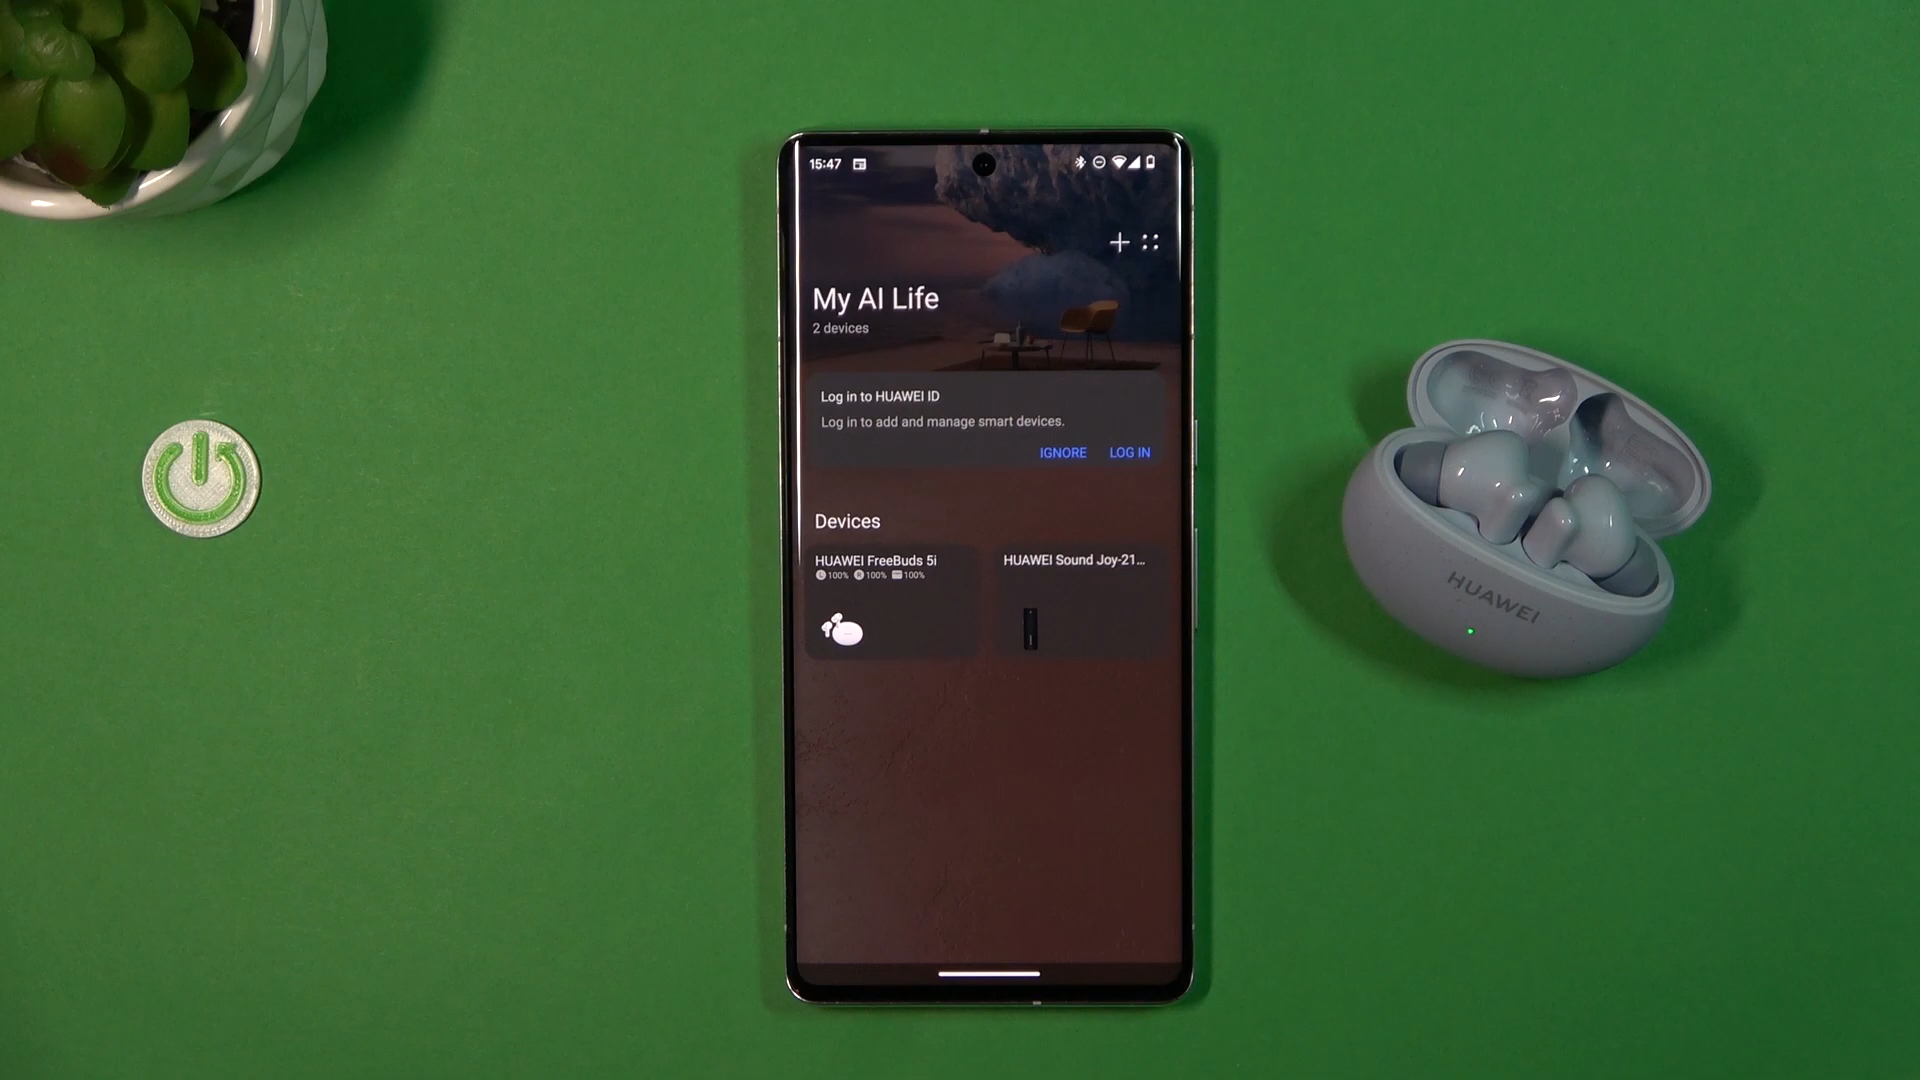 15:47
My AI Life
2 devices
Log in to HUAWEI ID
Log in to add and manage smart devices.
IGNORE LOG IN
Devices
HUAWEI FreeBuds 5i
L 100% R 100% 100%
HUAWEI Sound Joy-21...
HUAWEI